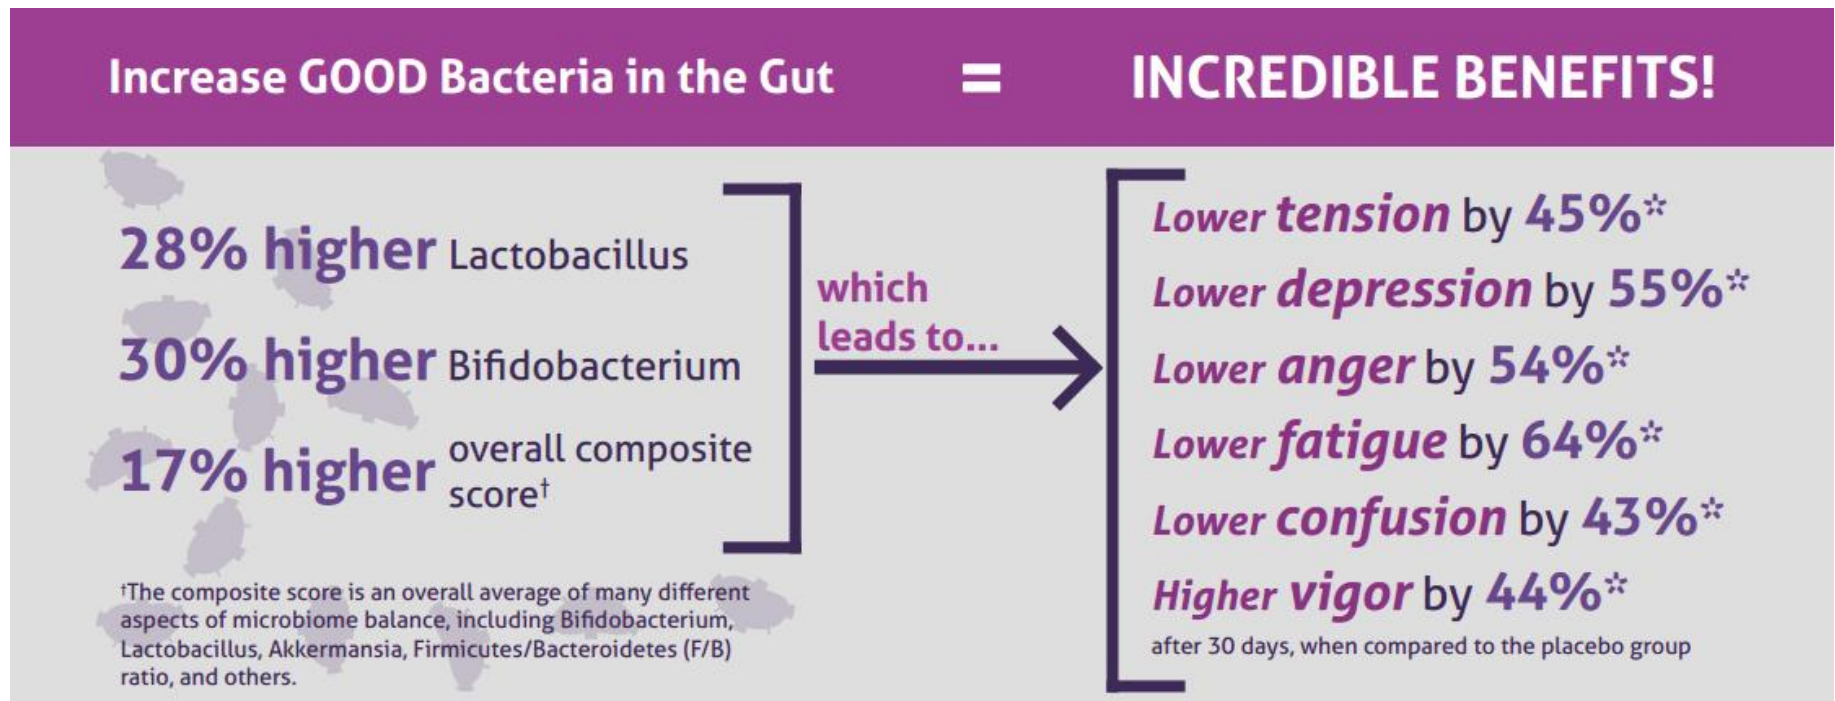 Increase GOOD Bacteria in the Gut = INCREDIBLE BENEFITS!
28% higher Lactobacillus
30% higher Bifidobacterium
17% higher overall composite
score†
†The composite score is an overall average of many different
aspects of microbiome balance, including Bifidobacterium,
Lactobacillus, Akkermansia, Firmicutes/Bacteroidetes (F/B)
ratio, and others.
which
leads to...
Lower tension by 45%*
Lower depression by 55%*
Lower anger by 54%*
Lower fatigue by 64%*
Lower confusion by 43%*
Higher vigor by 44%*
after 30 days, when compared to the placebo group